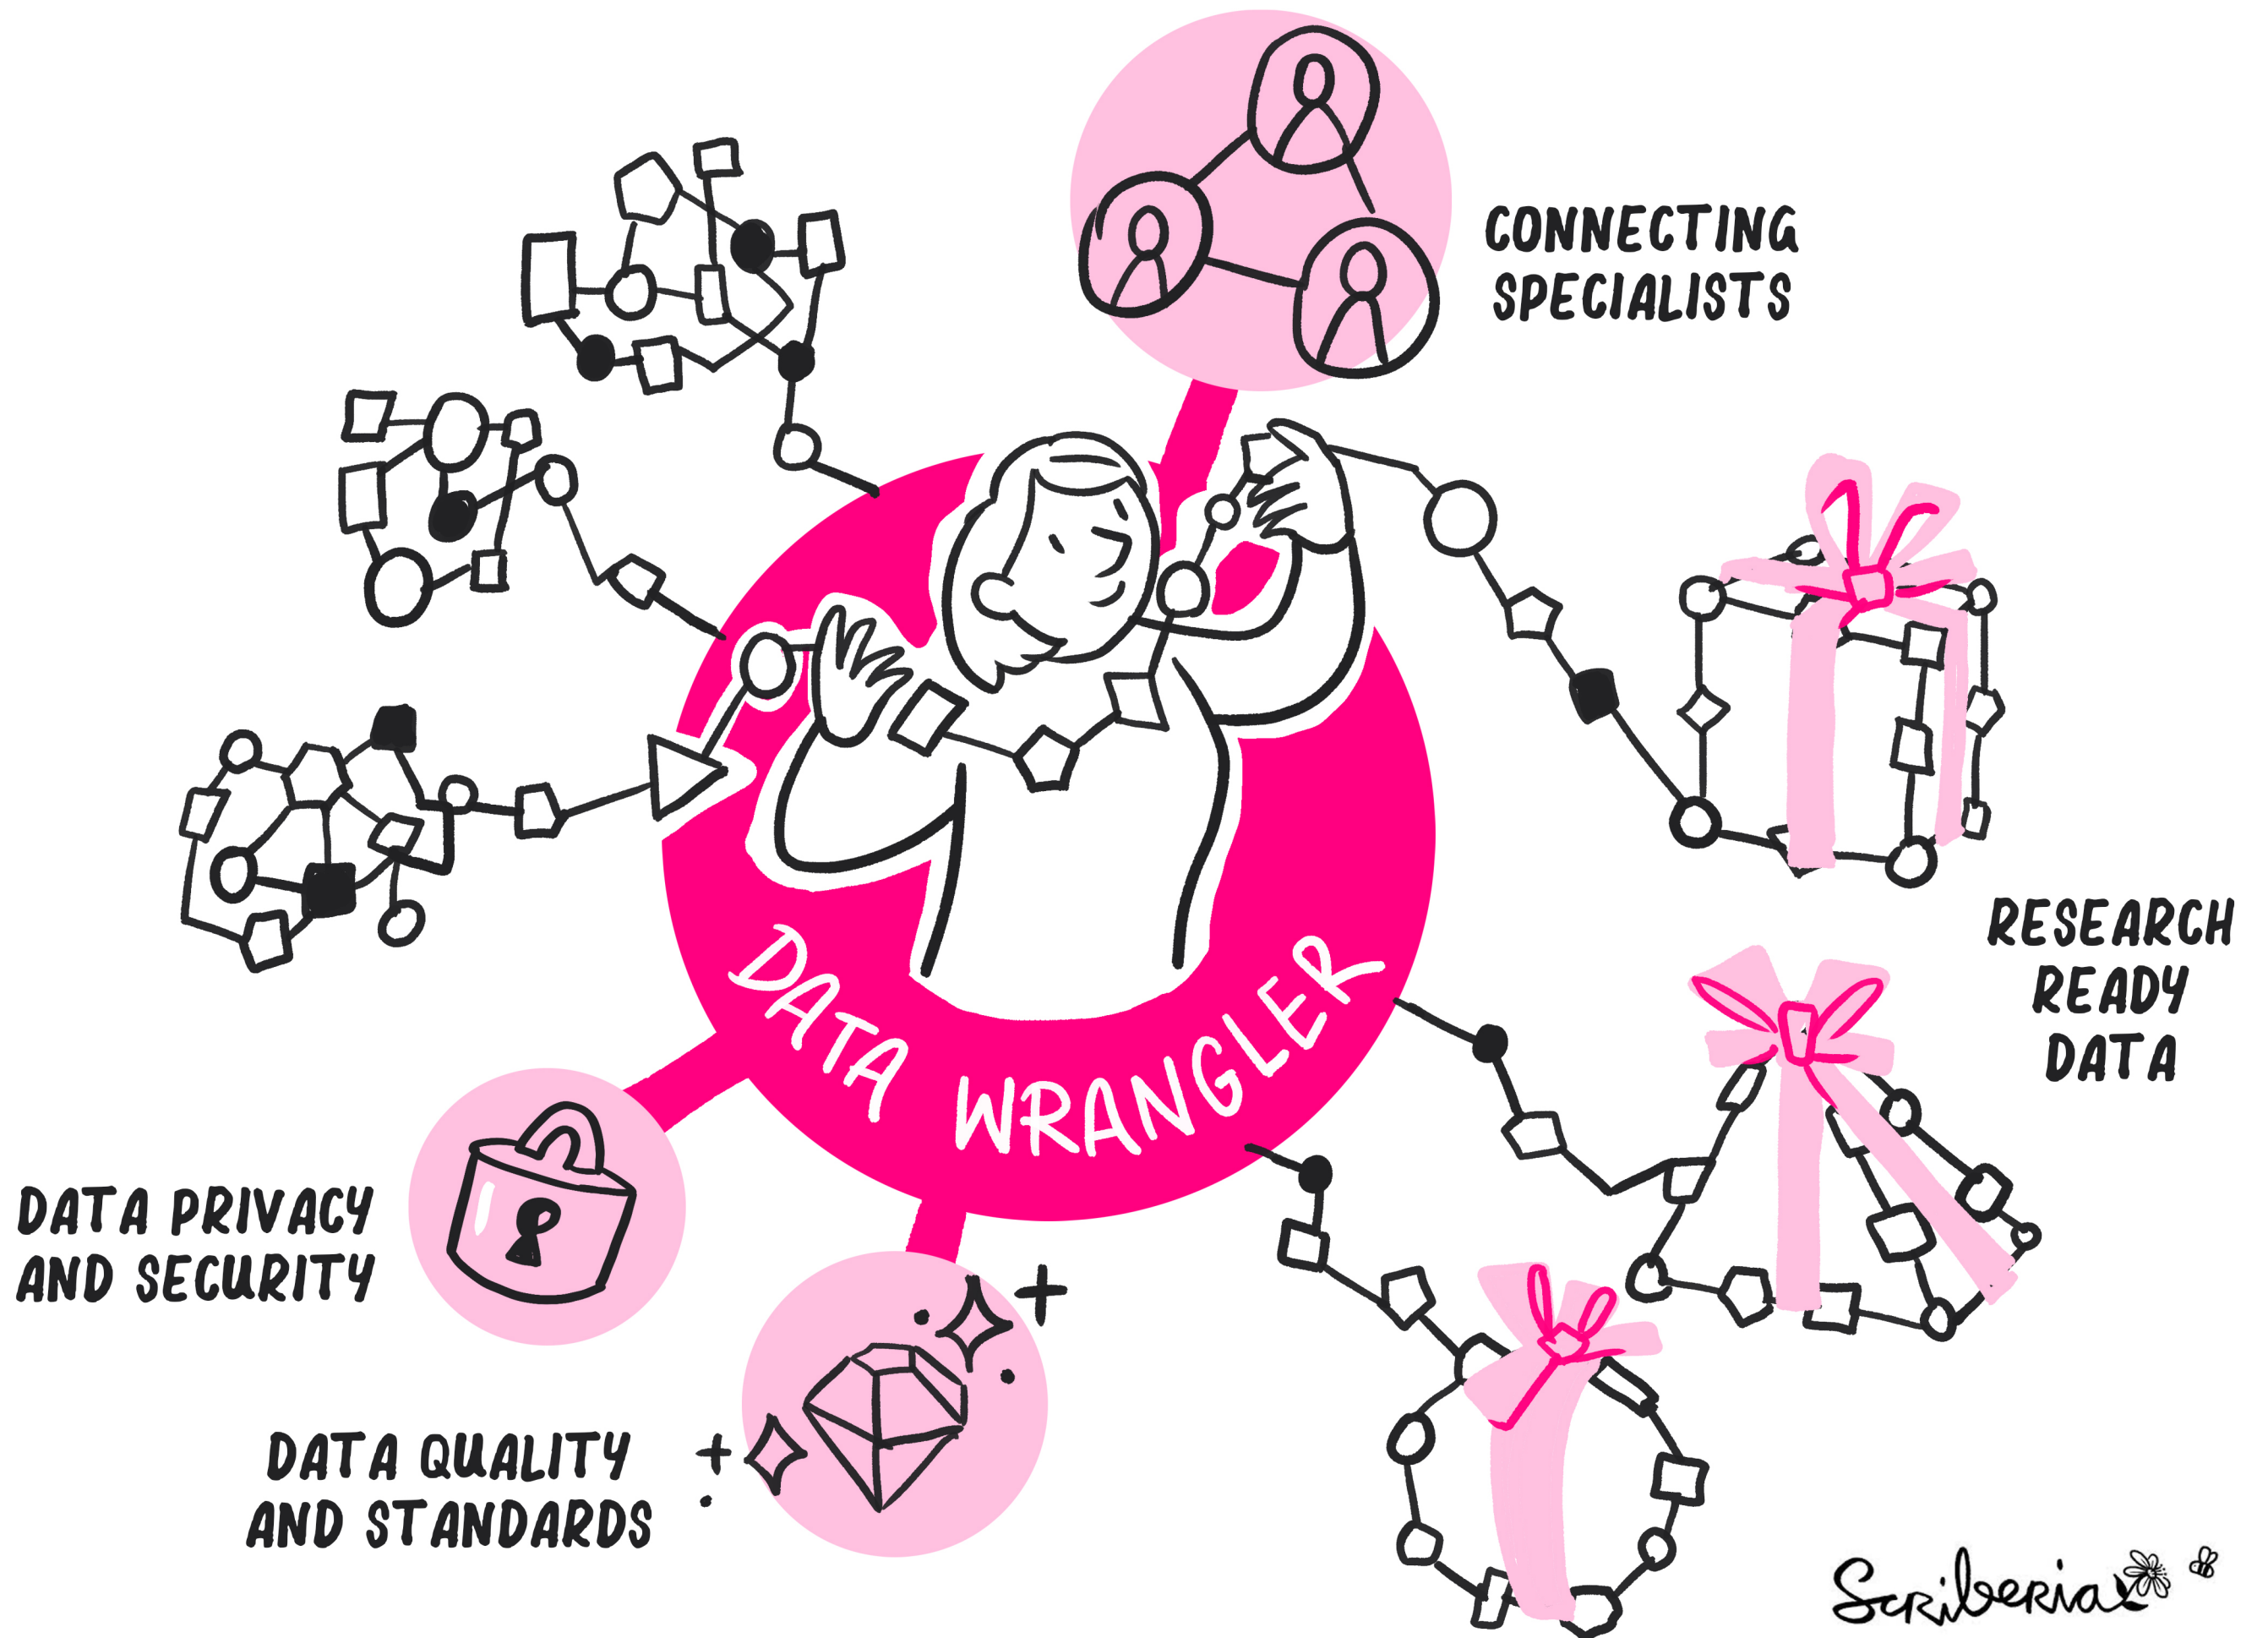 CONNECTING
SPECIALISTS
RESEARCH
READY
DATA
DATA WRANGLER
DATA PRIVACY
AND SECURITY
DATA QUALITY
AND STANDARDS
Scriberia